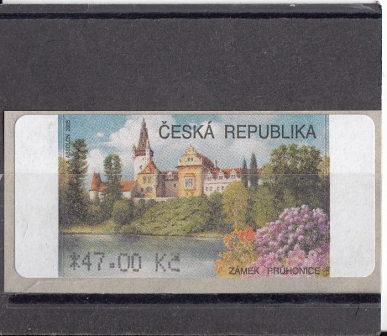 ČESKÁ REPUBLIKA
*47.00 Kč
ZÁMEK PRŮHONICE